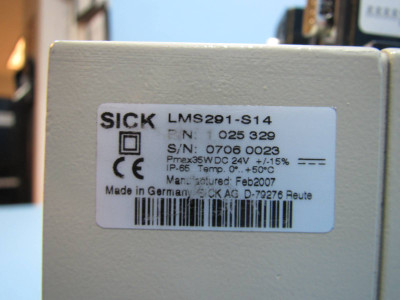 SICK LMS291-S14
P/N: 1 025 329
S/N: 0706 0023
CE Pmax35W DC 24V +/-15%
IP-65 Temp. 0°..+50°C
Manufactured: Feb2007
Made in Germany SICK AG D-79276 Reute